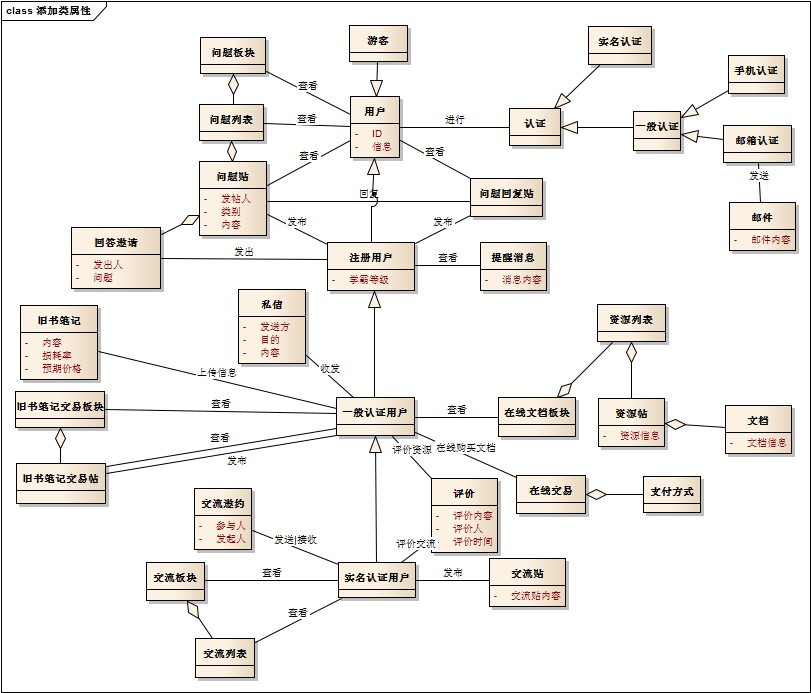 class 添加类属性
游客
实名认证
问题板块
手机认证
查看
用户
- ID
- 信息
问题列表
查看
进行
认证
一般认证
邮箱认证
查看
查看
发送
问题贴
- 发帖人
- 类别
- 内容
回复
问题回复贴
邮件
- 邮件内容
发布
发布
回答邀请
- 发出人
- 问题
发出
注册用户
- 学霸等级
查看
提醒消息
- 消息内容
私信
- 发送方
- 目的
- 内容
旧书笔记
- 内容
- 损耗率
- 预期价格
资源列表
上传信息
收发
旧书笔记交易板块
查看
一般认证用户
查看
在线文档板块
资源帖
- 资源信息
文档
- 文档信息
查看
发布
评价资源
在线购买文档
旧书笔记交易帖
评价
- 评价内容
- 评价人
- 评价时间
在线交易
支付方式
交流邀约
- 参与人
- 发起人
发送|接收
评价交流
交流板块
查看
实名认证用户
发布
交流贴
- 交流贴内容
查看
交流列表